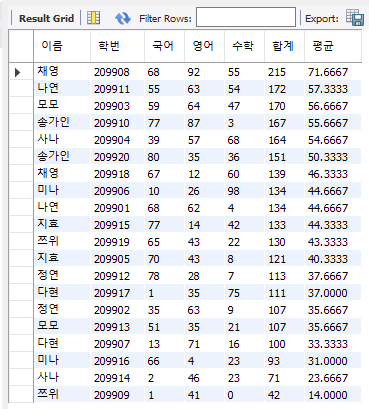 Result Grid Filter Rows: Export:
이름 학번 국어 영어 수학 합계 평균
채영 209908 68 92 55 215 71.6667
나연 209911 55 63 54 172 57.3333
모모 209903 59 64 47 170 56.6667
송가인 209910 77 87 3 167 55.6667
사나 209904 39 57 68 164 54.6667
송가인 209920 80 35 36 151 50.3333
채영 209918 67 12 60 139 46.3333
미나 209906 10 26 98 134 44.6667
나연 209901 68 62 4 134 44.6667
지효 209915 77 14 42 133 44.3333
쯔위 209919 65 43 22 130 43.3333
지효 209905 70 43 8 121 40.3333
정연 209912 78 28 7 113 37.6667
다현 209917 1 35 75 111 37.0000
정연 209902 35 63 9 107 35.6667
모모 209913 51 35 21 107 35.6667
다현 209907 13 71 16 100 33.3333
미나 209916 66 4 23 93 31.0000
사나 209914 2 46 23 71 23.6667
쯔위 209909 1 41 0 42 14.0000